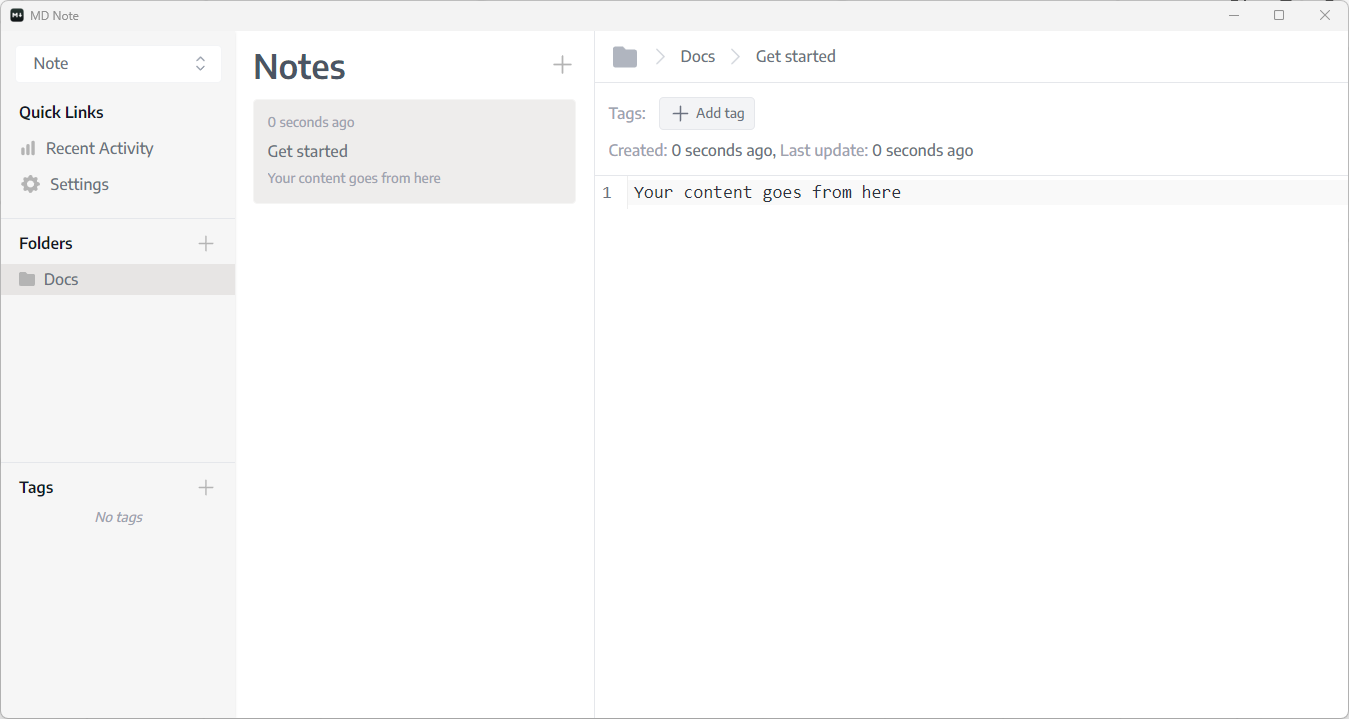 MD Note
Note
Quick Links
Recent Activity
Settings
Folders
Docs
Tags
No tags
Notes
0 seconds ago
Get started
Your content goes from here
Docs
Get started
Tags:
Add tag
Created: 0 seconds ago, Last update: 0 seconds ago
1 Your content goes from here